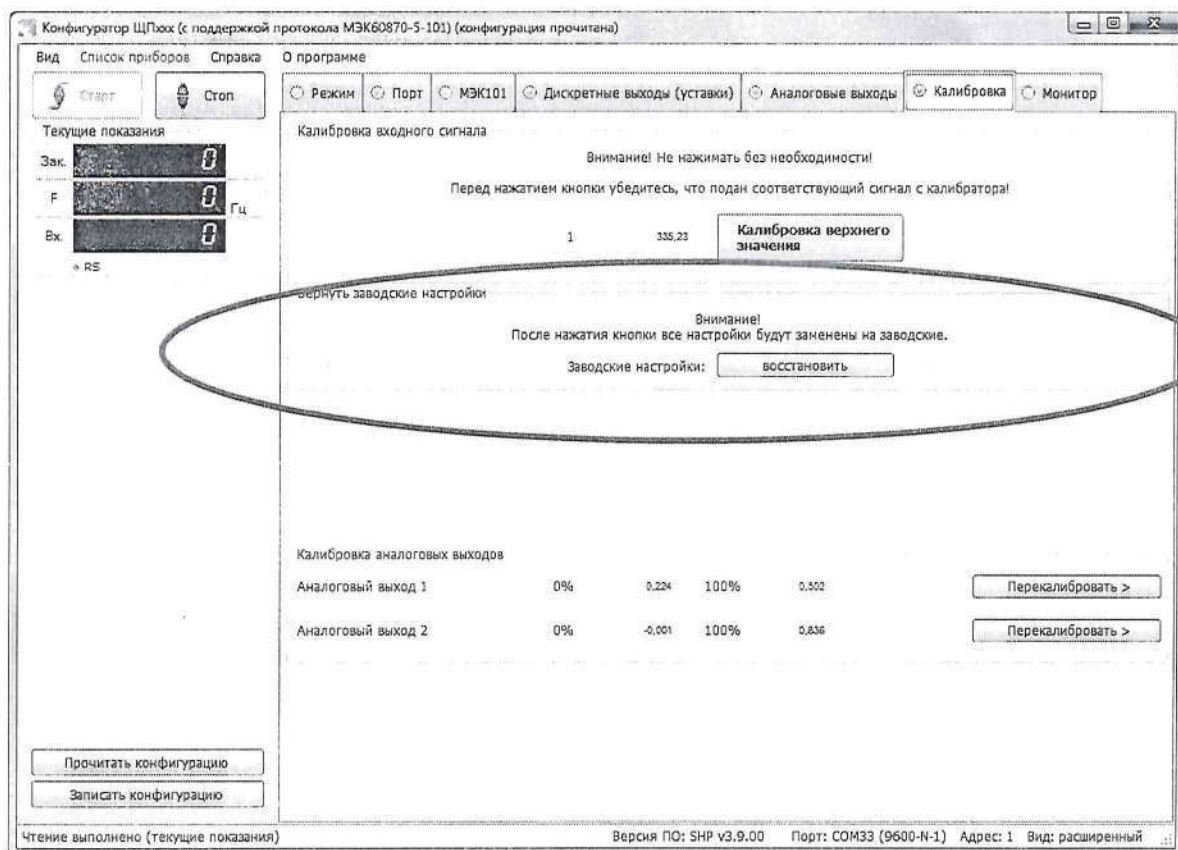 Конфигуратор ЩПxxx (с поддержкой протокола МЭК60870-5-101) (конфигурация прочитана)
Вид Список приборов Справка О программе
Старт Стоп
Режим Порт МЭК101 Дискретные выходы (уставки) Аналоговые выходы Калибровка Монитор
Текущие показания
Зак. 0
F 0 Гц
Вх. 0
RS
Калибровка входного сигнала
Внимание! Не нажимать без необходимости!
Перед нажатием кнопки убедитесь, что подан соответствующий сигнал с калибратора!
1 335,23 Калибровка верхнего
значения
Вернуть заводские настройки
Внимание!
После нажатия кнопки все настройки будут заменены на заводские.
Заводские настройки: восстановить
Калибровка аналоговых выходов
Аналоговый выход 1 0% 0,224 100% 0,502 Перекалибровать >
Аналоговый выход 2 0% -0,001 100% 0,836 Перекалибровать >
Прочитать конфигурацию
Записать конфигурацию
Чтение выполнено (текущие показания) Версия ПО: SHP v3.9.00 Порт: COM33 (9600-N-1) Адрес: 1 Вид: расширенный